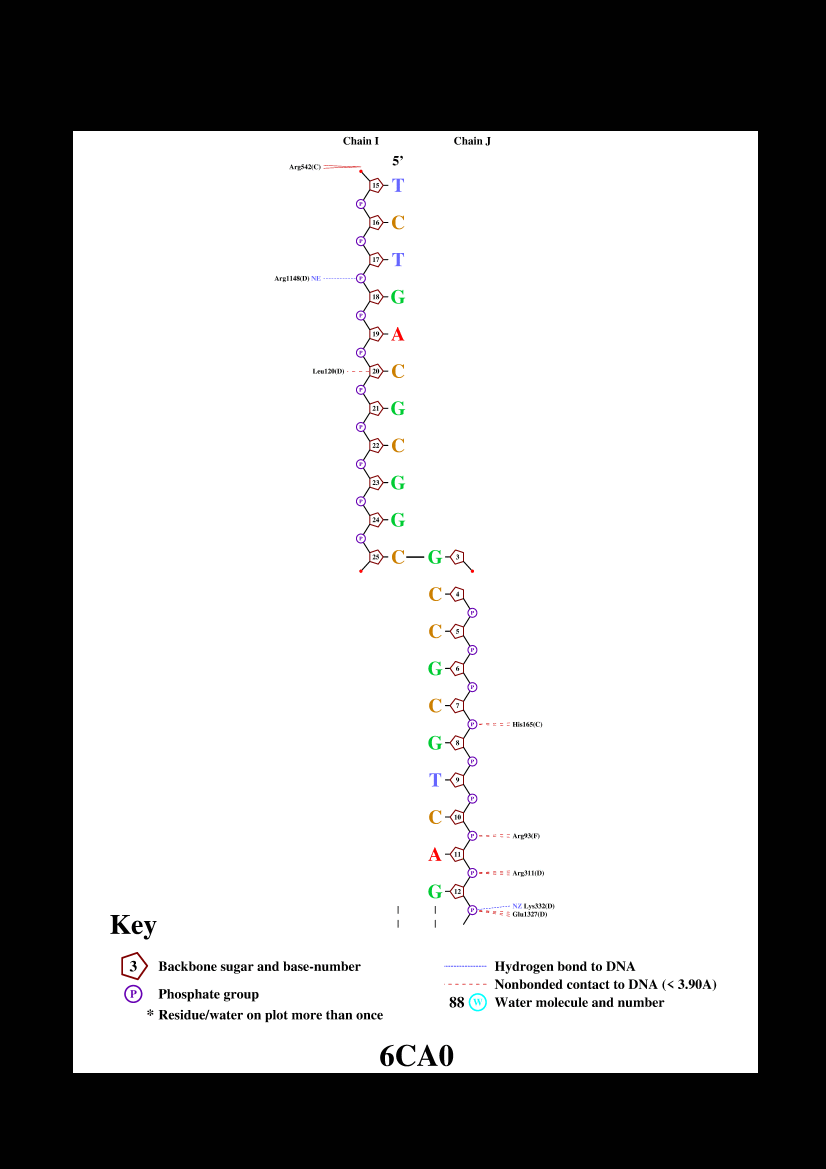 Chain I Chain J
5’
Arg542(C)
15 T
P
16 C
P
17 T
Arg1148(D) NE P
18 G
P
19 A
P
Leu120(D) 20 C
P
21 G
P
22 C
P
23 G
P
24 G
P
25 C G 3
C 4
P
C 5
P
G 6
P
C 7
P His165(C)
G 8
P
T 9
P
C 10
P Arg93(F)
A 11
P Arg311(D)
G 12
P NZ Lys332(D)
Glu1327(D)
Key
3 Backbone sugar and base-number
P Phosphate group
* Residue/water on plot more than once
Hydrogen bond to DNA
Nonbonded contact to DNA (< 3.90A)
88 W Water molecule and number
6CA0